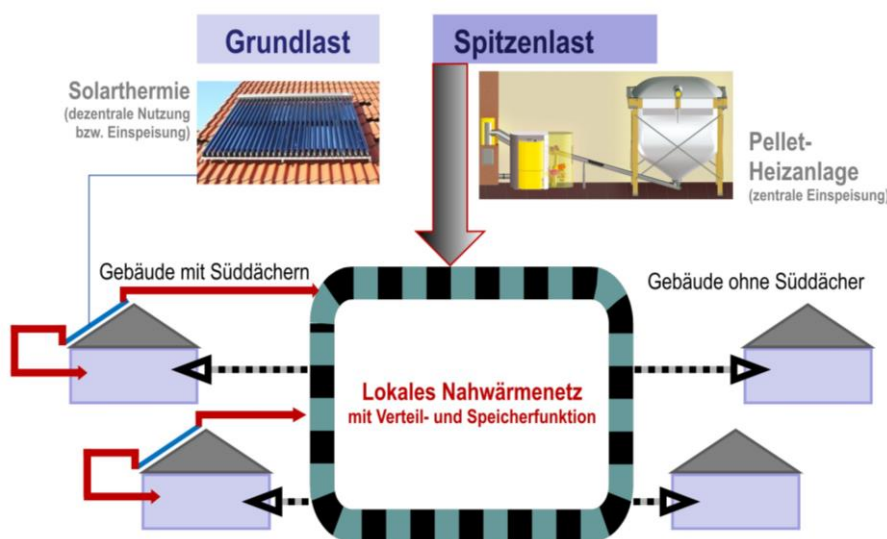 Grundlast
Spitzenlast
Solarthermie
(dezentrale Nutzung
bzw. Einspeisung)
Pellet-
Heizanlage
(zentrale Einspeisung)
Gebäude mit Süddächern
Gebäude ohne Süddächer
Lokales Nahwärmenetz
mit Verteil- und Speicherfunktion